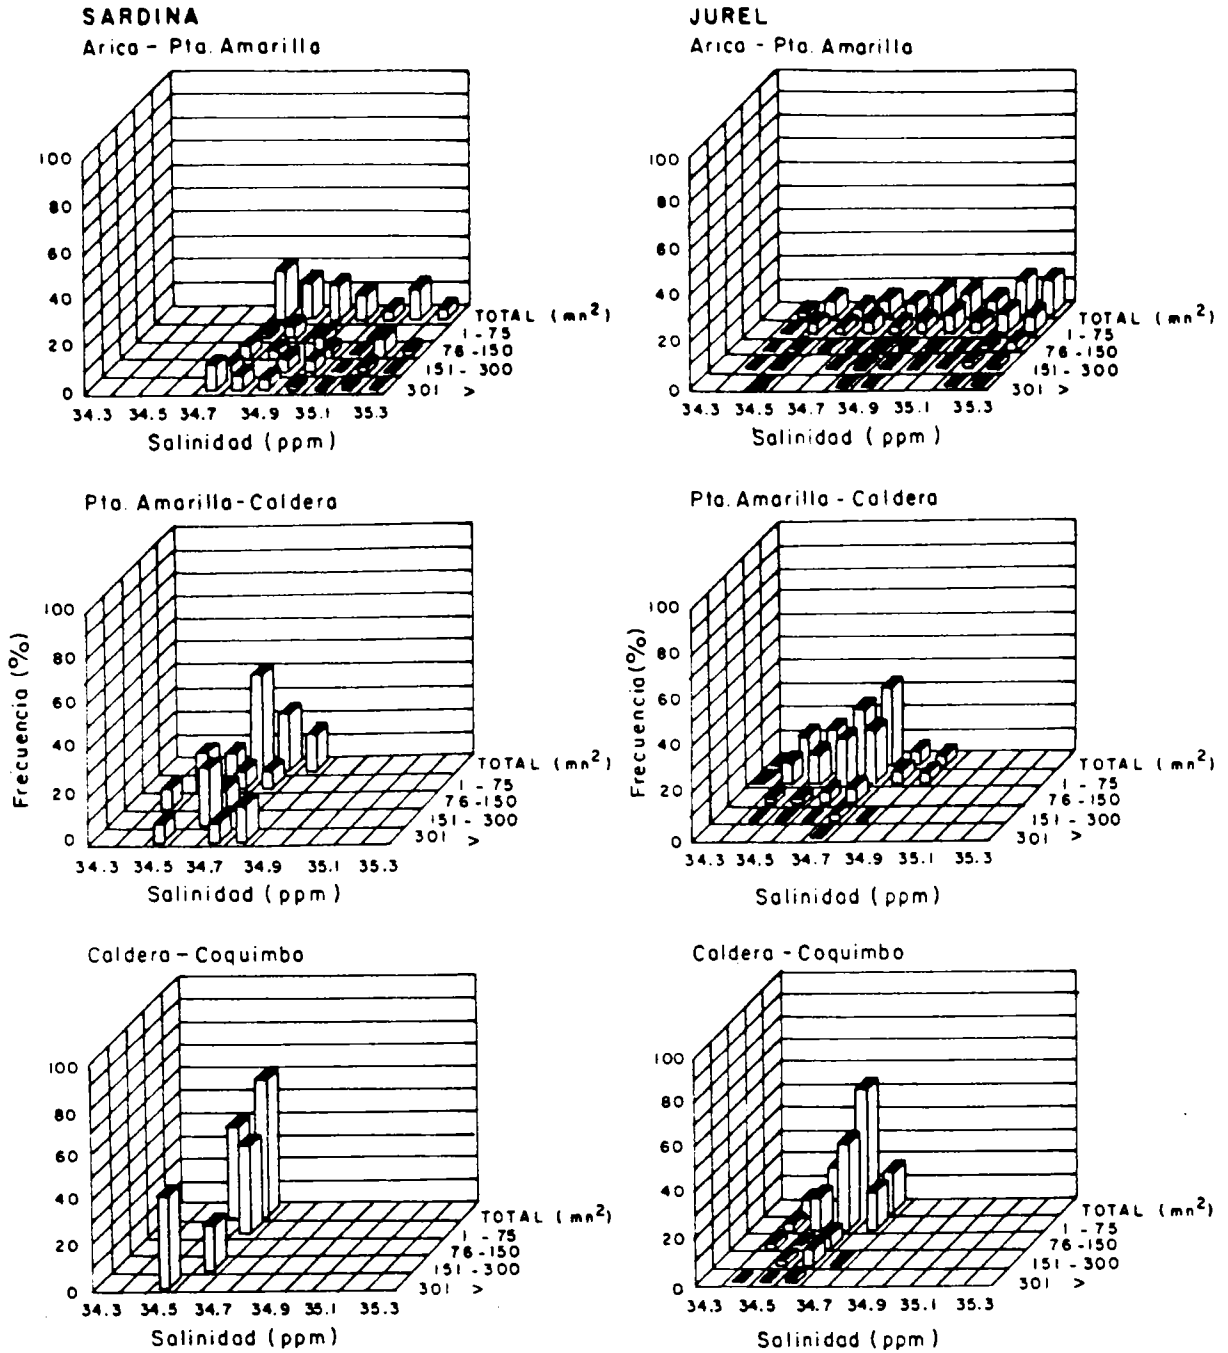 SARDINA
Arica - Pta. Amarilla
100
80
60
40
20
0
34.3 34.5 34.7 34.9 35.1 35.3
Salinidad (ppm)
TOTAL (mn²)
1 - 75
76 - 150
151 - 300
301 >
JUREL
Arica - Pta. Amarilla
100
80
60
40
20
0
34.3 34.5 34.7 34.9 35.1 35.3
Salinidad (ppm)
TOTAL (mn²)
1 - 75
76 - 150
151 - 300
301 >
Pta. Amarilla - Caldera
Frecuencia (%)
100
80
60
40
20
0
34.3 34.5 34.7 34.9 35.1 35.3
Salinidad (ppm)
TOTAL (mn²)
1 - 75
76 - 150
151 - 300
301 >
Pta. Amarilla - Caldera
Frecuencia (%)
100
80
60
40
20
0
34.3 34.5 34.7 34.9 35.1 35.3
Salinidad (ppm)
TOTAL (mn²)
1 - 75
76 - 150
151 - 300
301 >
Caldera - Coquimbo
100
80
60
40
20
0
34.3 34.5 34.7 34.9 35.1 35.3
Salinidad (ppm)
TOTAL (mn²)
1 - 75
76 - 150
151 - 300
301 >
Caldera - Coquimbo
100
80
60
40
20
0
34.3 34.5 34.7 34.9 35.1 35.3
Salinidad (ppm)
TOTAL (mn²)
1 - 75
76 - 150
151 - 300
301 >